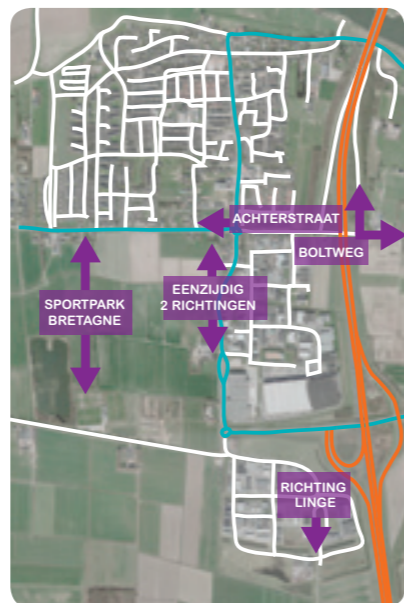 ACHTERSTRAAT
BOLTWEG
EENZIJDIG
2 RICHTINGEN
SPORTPARK
BRETAGNE
RICHTING
LINGE